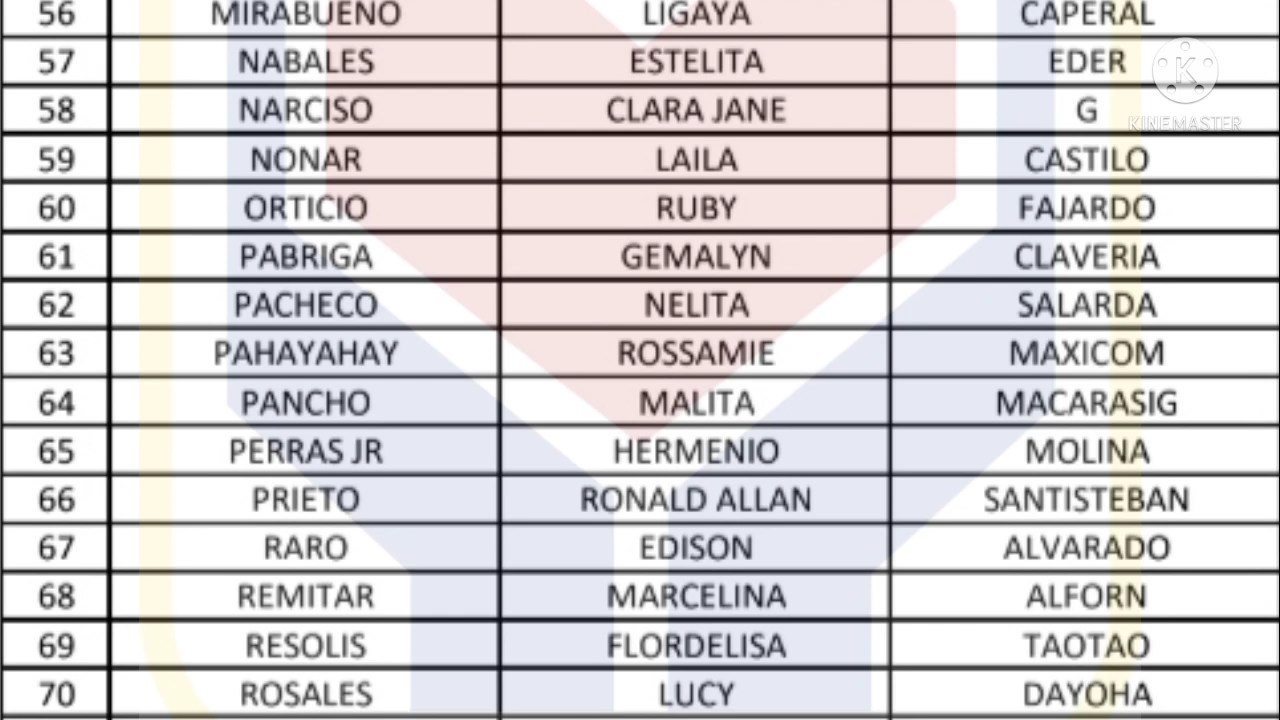 56 MIRABUENO LIGAYA CAPERAL
57 NABALES ESTELITA EDER
58 NARCISO CLARA JANE G
59 NONAR LAILA CASTILO
60 ORTICIO RUBY FAJARDO
61 PABRIGA GEMALYN CLAVERIA
62 PACHECO NELITA SALARDA
63 PAHAYAHAY ROSSAMIE MAXICOM
64 PANCHO MALITA MACARASIG
65 PERRAS JR HERMENIO MOLINA
66 PRIETO RONALD ALLAN SANTISTEBAN
67 RARO EDISON ALVARADO
68 REMITAR MARCELINA ALFORN
69 RESOLIS FLORDELISA TAOTAO
70 ROSALES LUCY DAYOHA
K
KINEMASTER